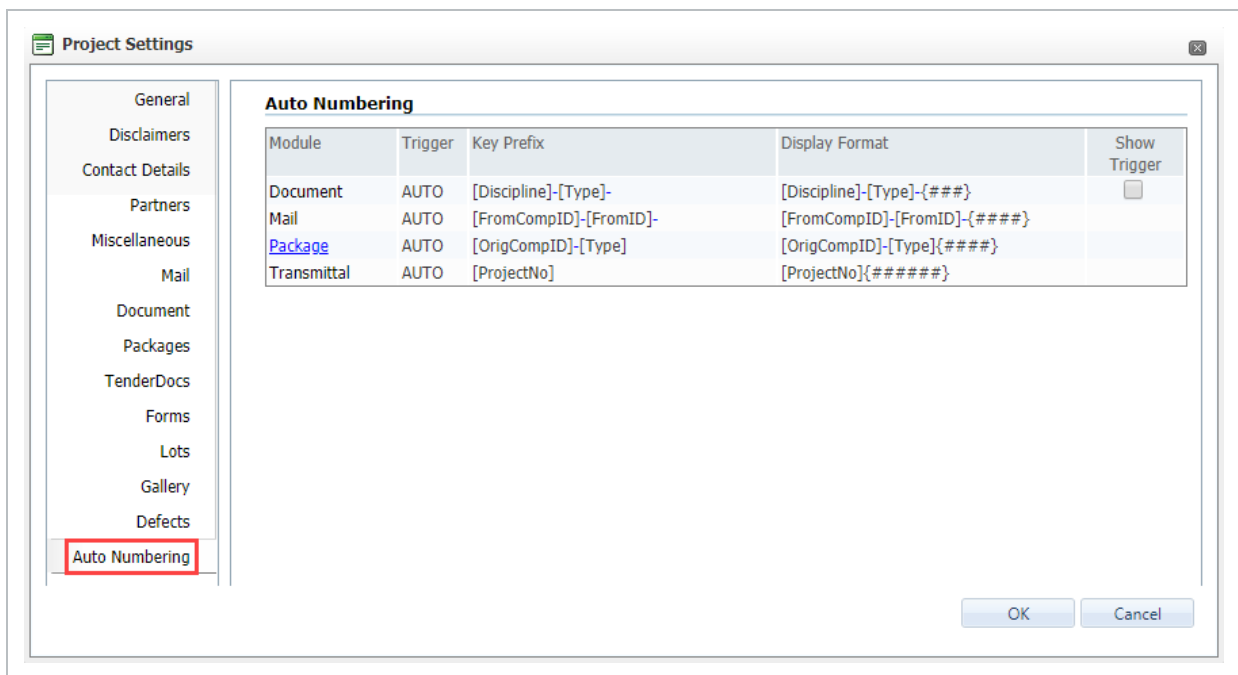 Project Settings
General
Disclaimers
Contact Details
Partners
Miscellaneous
Mail
Document
Packages
TenderDocs
Forms
Lots
Gallery
Defects
Auto Numbering
Auto Numbering
Module Trigger Key Prefix Display Format Show Trigger
Document AUTO [Discipline]-[Type]- [Discipline]-[Type]-{###}
Mail AUTO [FromCompID]-[FromID]- [FromCompID]-[FromID]-{####}
Package AUTO [OrigCompID]-[Type] [OrigCompID]-[Type]{####}
Transmittal AUTO [ProjectNo] [ProjectNo]{######}
OK Cancel